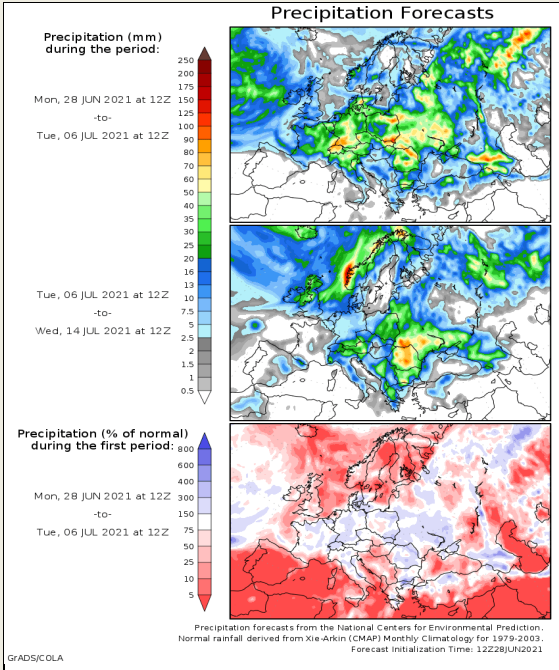 Precipitation Forecasts
Precipitation (mm)
during the period:
250
200
175
150
125
100
90
80
70
60
50
40
35
30
25
20
16
13
10
7.5
5
2.5
2
1.5
1
0.5
Mon, 28 JUN 2021 at 12Z
-to-
Tue, 06 JUL 2021 at 12Z
Tue, 06 JUL 2021 at 12Z
-to-
Wed, 14 JUL 2021 at 12Z
Precipitation (% of normal)
during the first period:
800
600
400
300
150
75
50
25
10
5
Mon, 28 JUN 2021 at 12Z
-to-
Tue, 06 JUL 2021 at 12Z
Precipitation forecasts from the National Centers for Environmental Prediction.
Normal rainfall derived from Xie-Arkin (CMAP) Monthly Climatology for 1979-2003.
Forecast Initialization Time: 12Z28JUN2021
GrADS/COLA